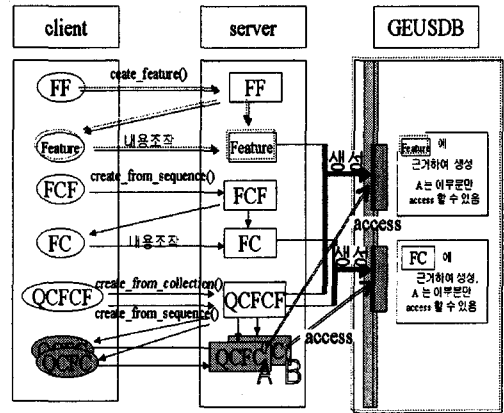 client
server
GEUSDB
FF
ceate_feature()
FF
Feature
내용조작
Feature
생성
Feature 에
근거하여 생성
A는 이부분만
access 할 수 있음
FCF
create_from_sequence()
FCF
access
FC
내용조작
FC
생성
FC 에
근거하여 생성,
A 는 이부분만
access 할 수 있음
QCFCF
create_from_collection()
create_from_sequence()
QCFCF
access
QCFC
QCFC
A B